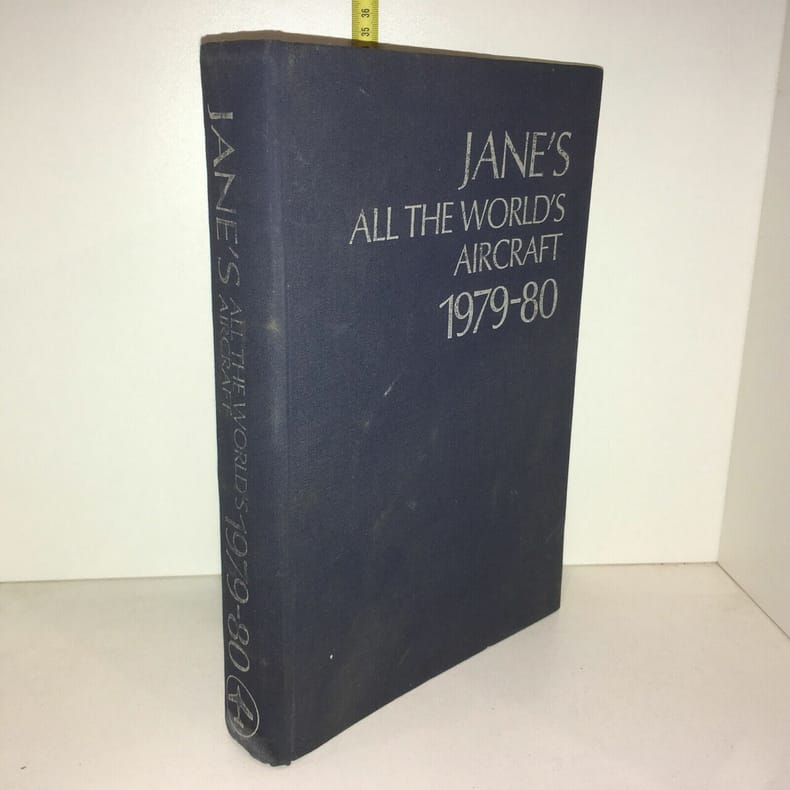 35 36
JANE'S
ALL THE WORLD'S
AIRCRAFT
1979-80
JANE'S ALL THE WORLD'S AIRCRAFT 1979-80